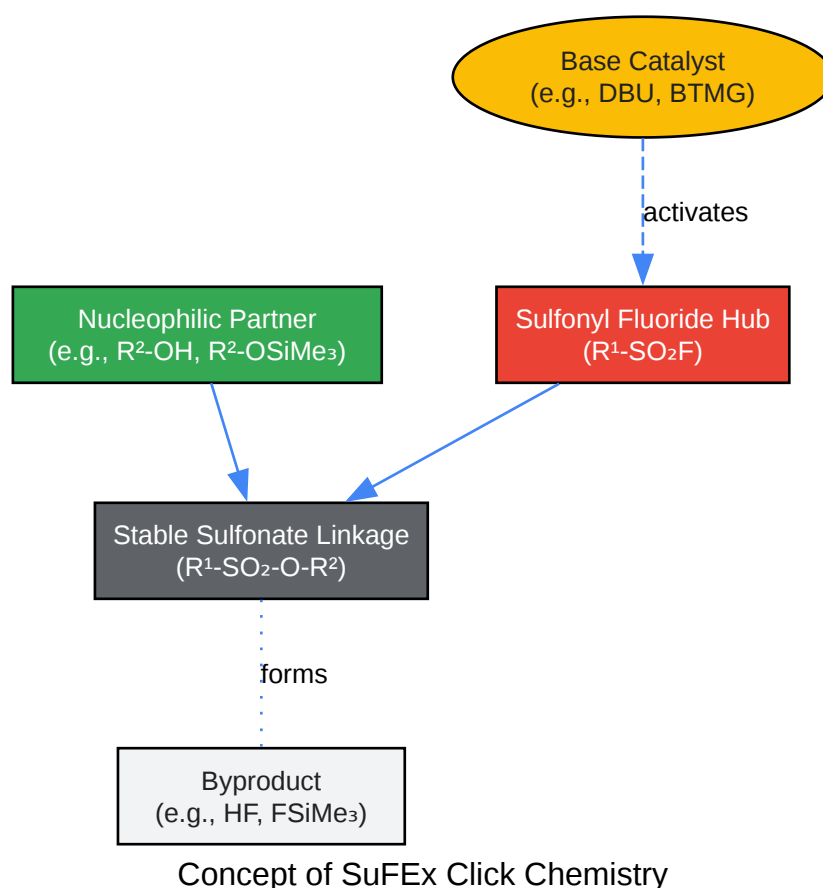 Base Catalyst
(e.g., DBU, BTMG)
activates
Nucleophilic Partner
(e.g., R²-OH, R²-OSiMe₃)
Sulfonyl Fluoride Hub
(R¹-SO₂F)
Stable Sulfonate Linkage
(R¹-SO₂-O-R²)
forms
Byproduct
(e.g., HF, FSiMe₃)
Concept of SuFEx Click Chemistry